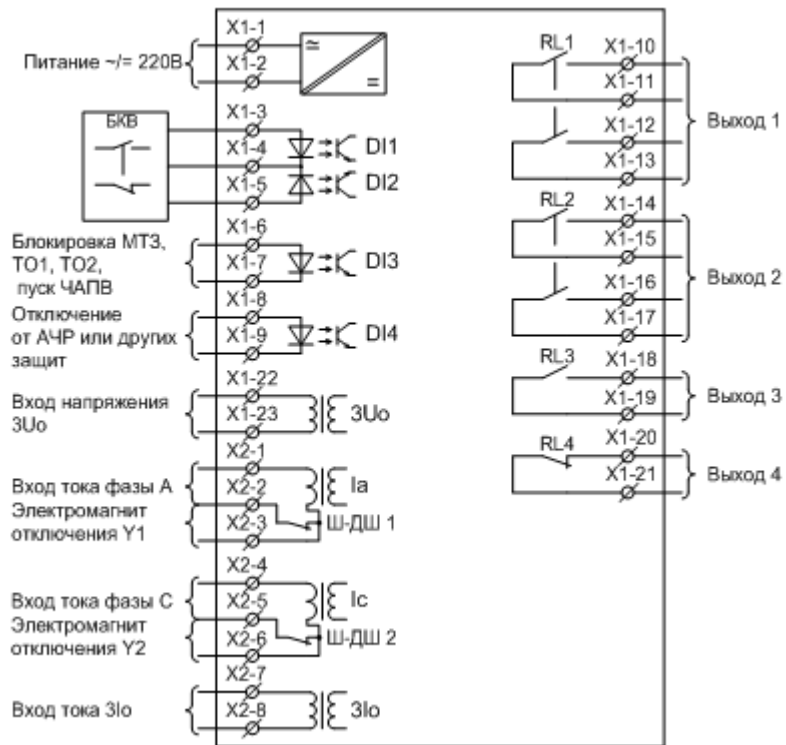 X1-1
Питание ~/= 220В
X1-2
≃
=
X1-3
БКВ
X1-4
DI1
X1-5
DI2
X1-6
Блокировка МТЗ,
ТО1, ТО2,
пуск ЧАПВ
X1-7
DI3
X1-8
Отключение
от АЧР или других
защит
X1-9
DI4
X1-22
Вход напряжения
3Uo
X1-23
3Uo
X2-1
Вход тока фазы А
X2-2
Ia
Электромагнит
отключения Y1
X2-3
Ш-ДШ 1
X2-4
Вход тока фазы С
X2-5
Ic
Электромагнит
отключения Y2
X2-6
Ш-ДШ 2
X2-7
Вход тока 3Io
X2-8
3Io
RL1
X1-10
X1-11
X1-12
X1-13
Выход 1
RL2
X1-14
X1-15
X1-16
X1-17
Выход 2
RL3
X1-18
X1-19
Выход 3
RL4
X1-20
X1-21
Выход 4